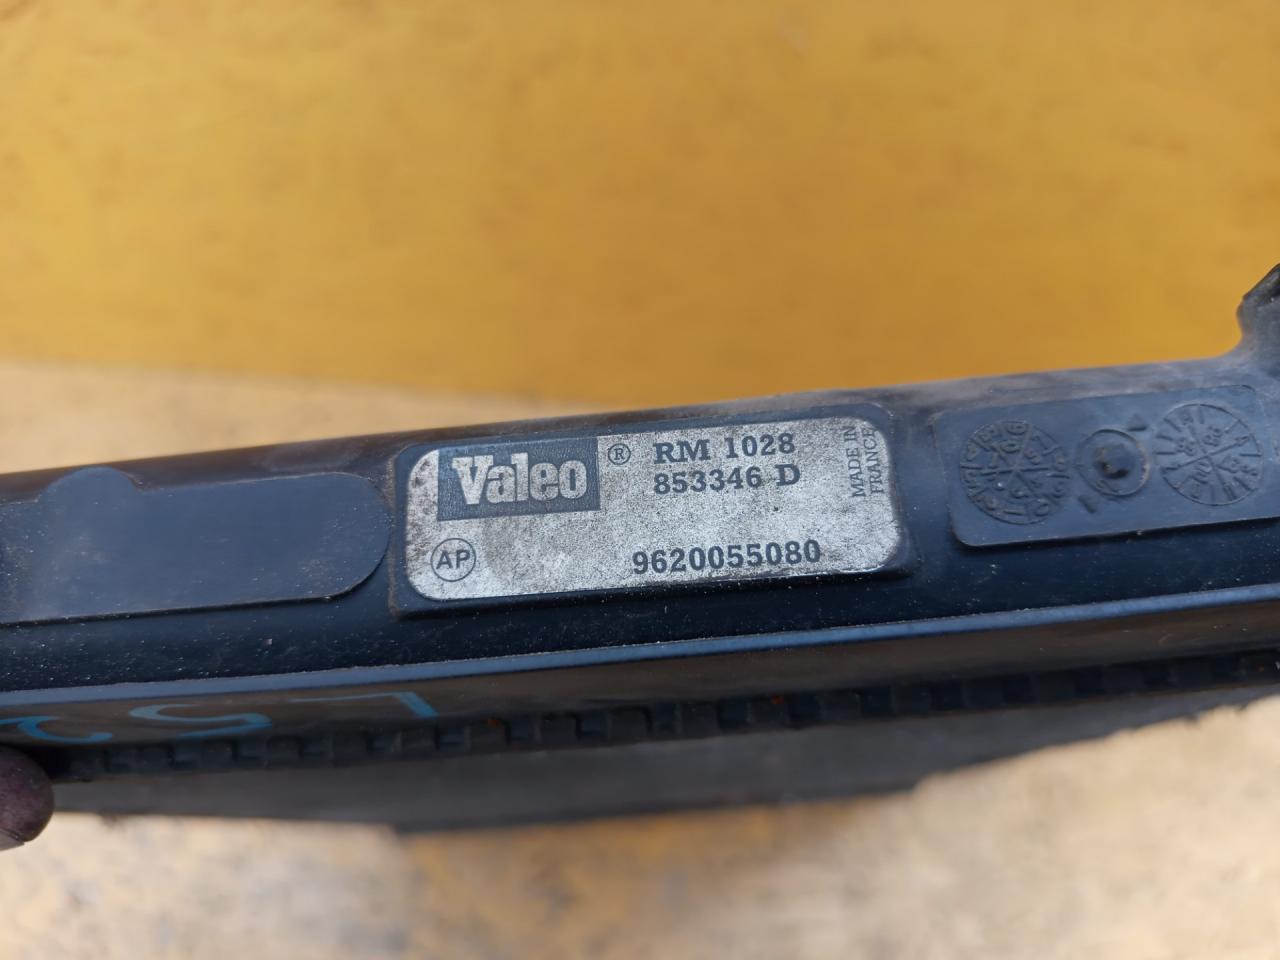 Valeo ® RM 1028
853346 D
MADE IN
FRANCE
AP
9620055080